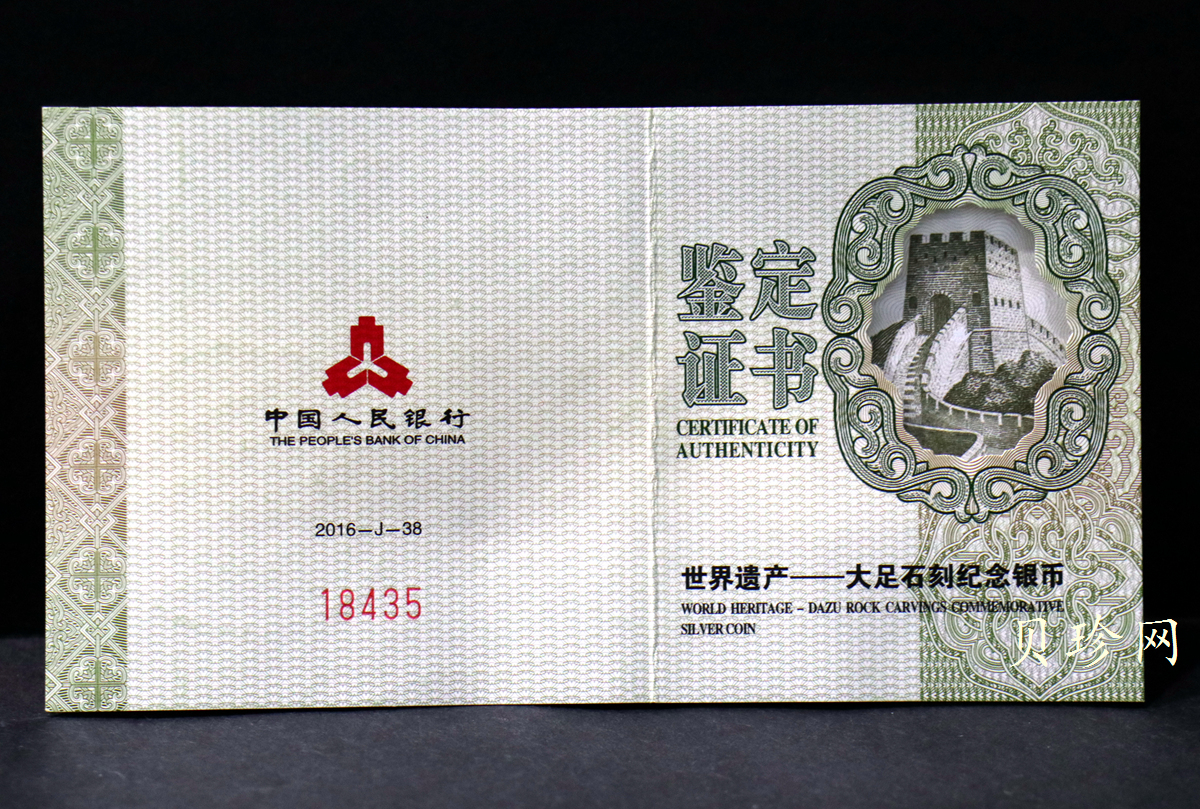 中国人民银行
THE PEOPLE'S BANK OF CHINA
2016－J－38
18435
鉴定
证书
CERTIFICATE OF
AUTHENTICITY
世界遗产——大足石刻纪念银币
WORLD HERITAGE – DAZU ROCK CARVINGS COMMEMORATIVE
SILVER COIN
贝珍网